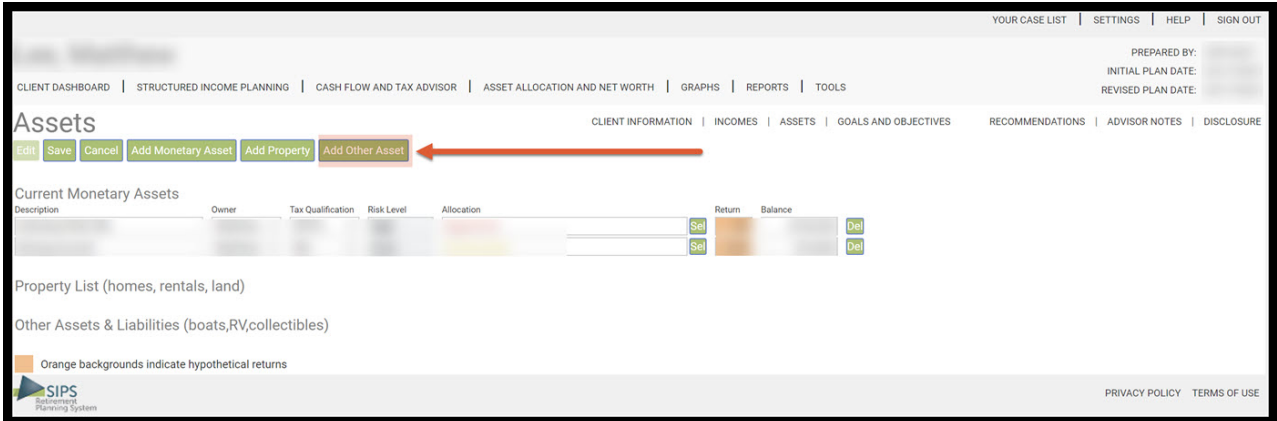 YOUR CASE LIST | SETTINGS | HELP | SIGN OUT
PREPARED BY:
INITIAL PLAN DATE:
CLIENT DASHBOARD | STRUCTURED INCOME PLANNING | CASH FLOW AND TAX ADVISOR | ASSET ALLOCATION AND NET WORTH | GRAPHS | REPORTS | TOOLS
REVISED PLAN DATE:
Assets
CLIENT INFORMATION | INCOMES | ASSETS | GOALS AND OBJECTIVES
RECOMMENDATIONS | ADVISOR NOTES | DISCLOSURE
Edit Save Cancel Add Monetary Asset Add Property Add Other Asset
Current Monetary Assets
Description Owner Tax Qualification Risk Level Allocation Return Balance
Sel Del
Sel Del
Property List (homes, rentals, land)
Other Assets & Liabilities (boats,RV,collectibles)
Orange backgrounds indicate hypothetical returns
SIPS
Retirement
Planning System
PRIVACY POLICY TERMS OF USE